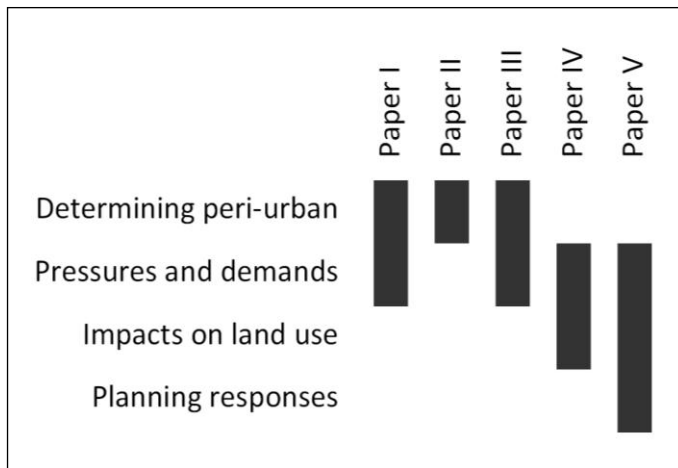 Paper I
Paper II
Paper III
Paper IV
Paper V
Determining peri-urban
Pressures and demands
Impacts on land use
Planning responses